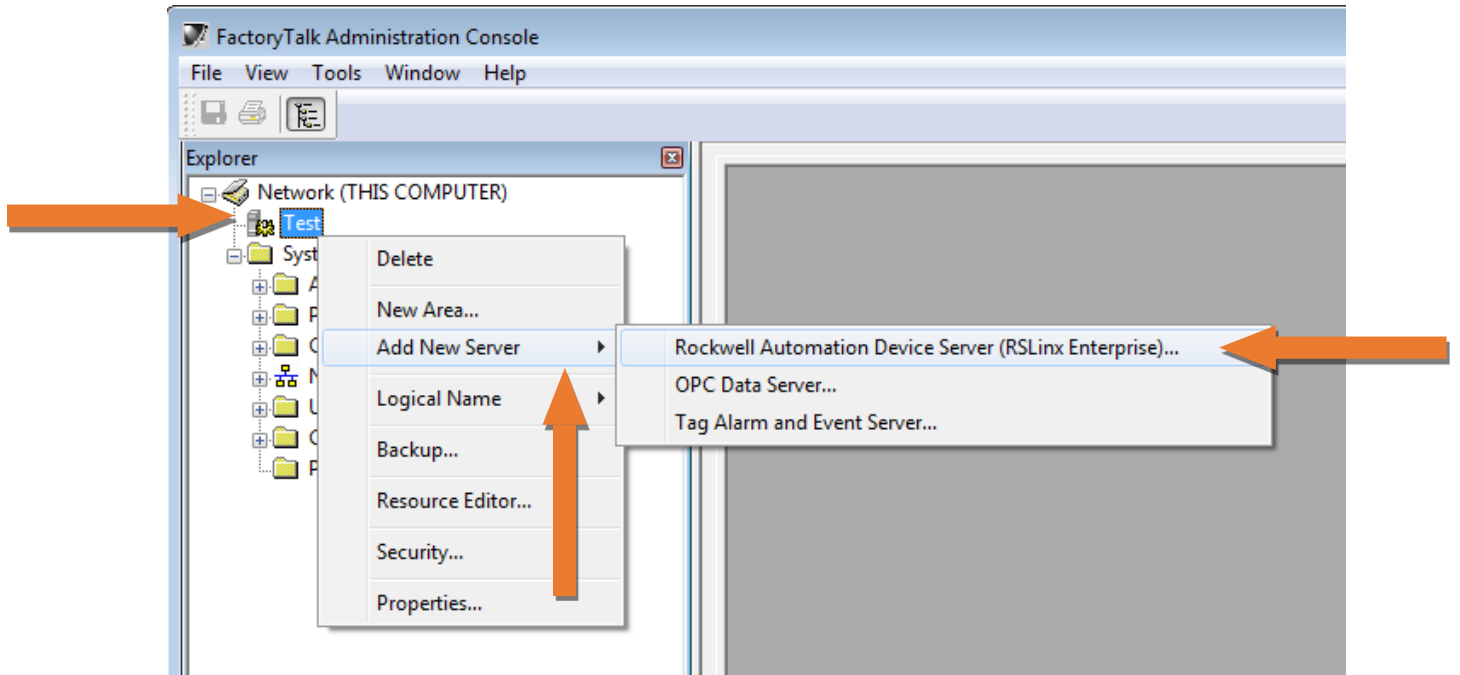 FactoryTalk Administration Console
File View Tools Window Help
Explorer
Network (THIS COMPUTER)
Test
Syst
A
P
C
N
U
C
P
Delete
New Area...
Add New Server
Logical Name
Backup...
Resource Editor...
Security...
Properties...
Rockwell Automation Device Server (RSLinx Enterprise)...
OPC Data Server...
Tag Alarm and Event Server...